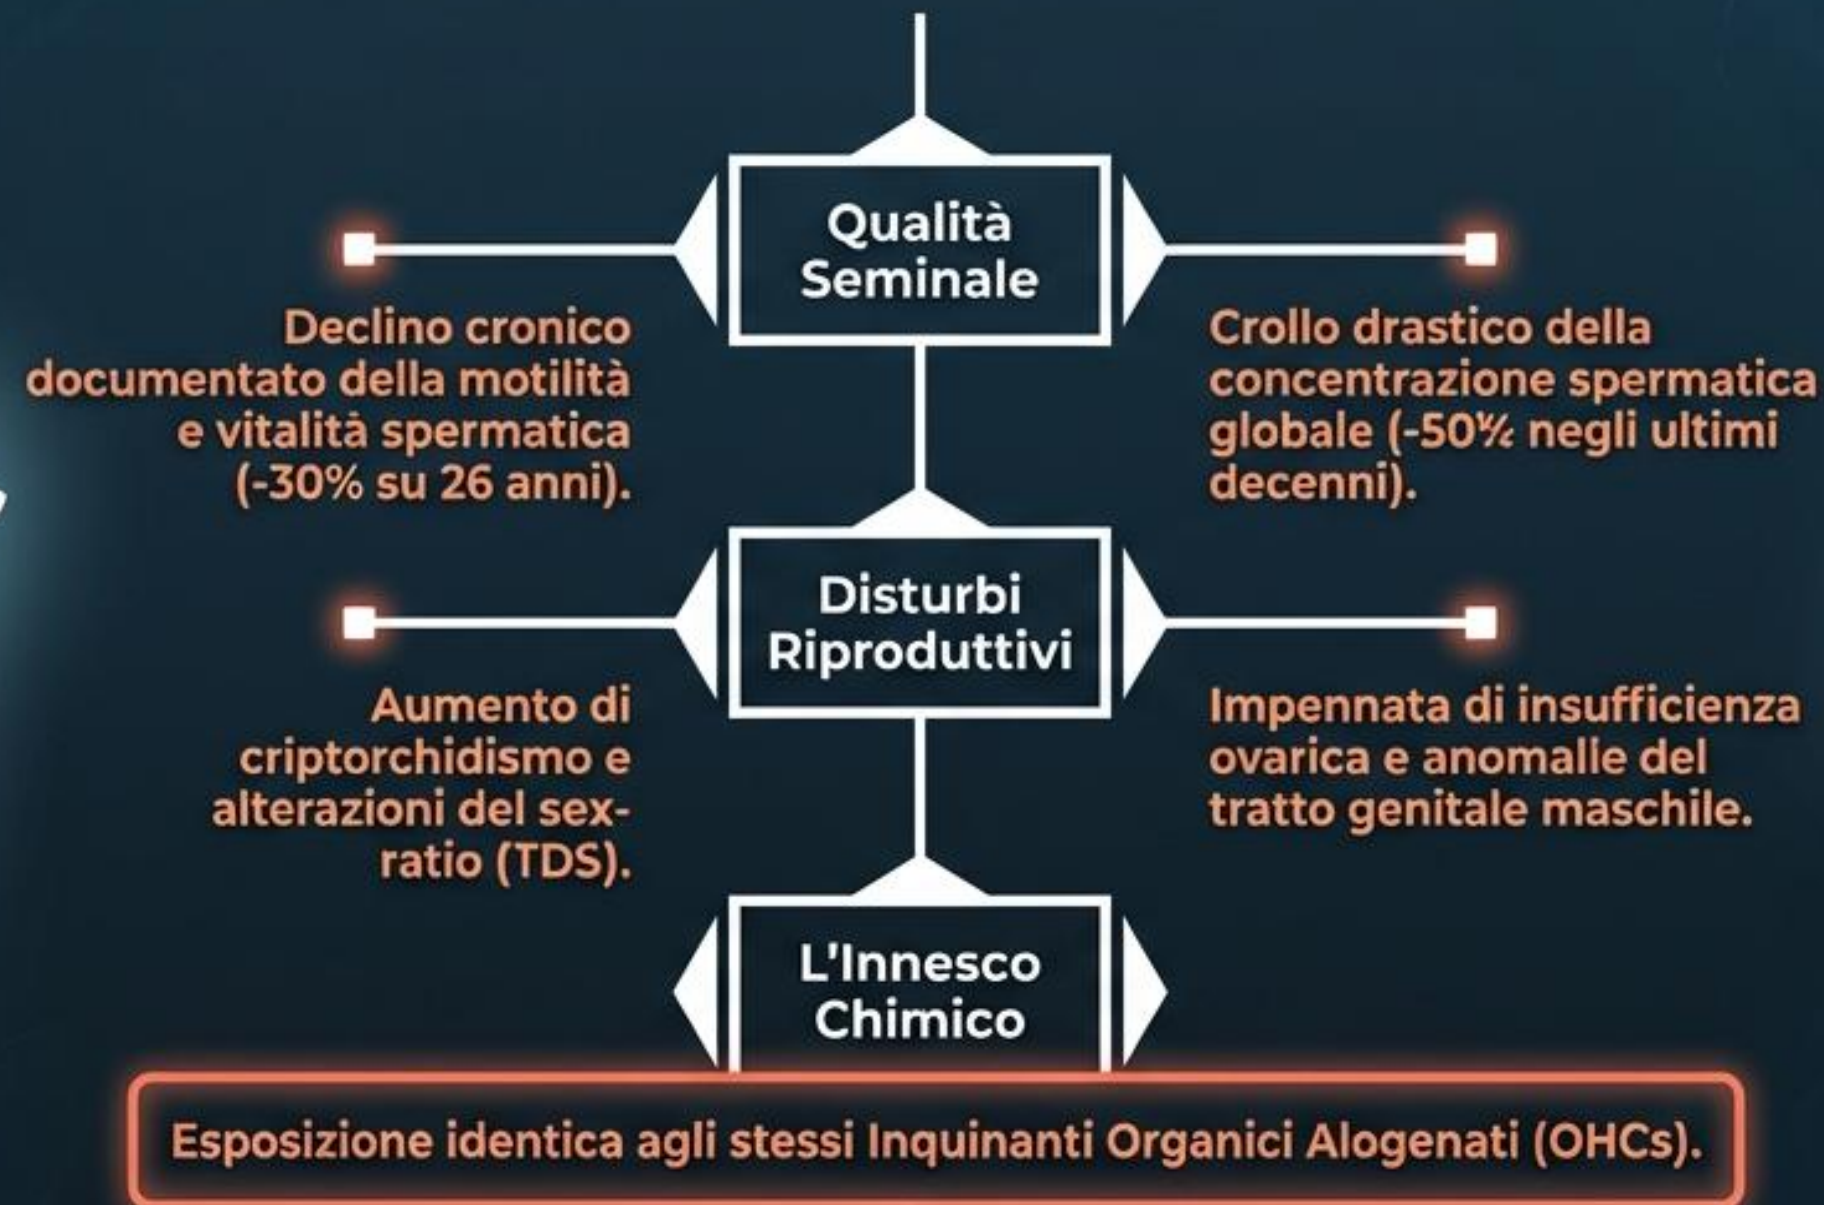 Qualità
Seminale
Declino cronico
documentato della motilità
e vitalità spermatica
(-30% su 26 anni).
Crollo drastico della
concentrazione spermatica
globale (-50% negli ultimi
decenni).
Disturbi
Riproduttivi
Aumento di
criptorchidismo e
alterazioni del sex-
ratio (TDS).
Impennata di insufficienza
ovarica e anomalle del
tratto genitale maschile.
L'Innesco
Chimico
Esposizione identica agli stessi Inquinanti Organici Alogenati (OHCs).